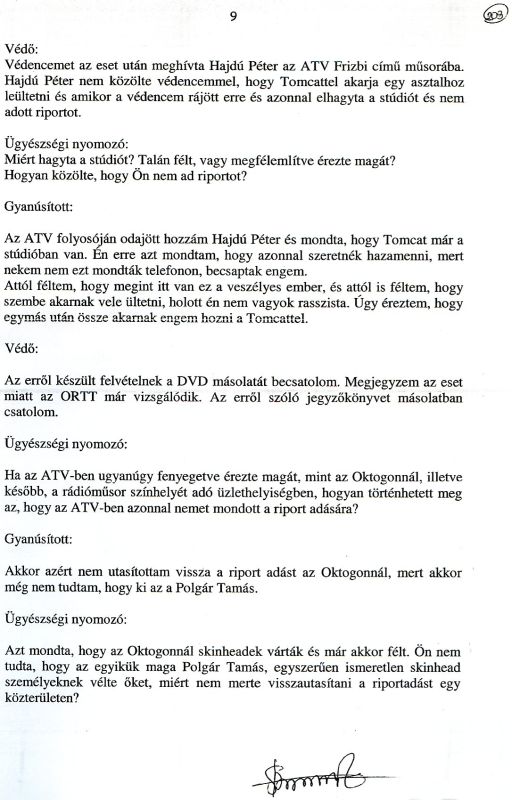 9
203
Védő:
Védencemet az eset után meghívta Hajdú Péter az ATV Frizbi című műsorába.
Hajdú Péter nem közölte védencemmel, hogy Tomcattel akarja egy asztalhoz
leültetni és amikor a védencem rájött erre és azonnal elhagyta a stúdiót és nem
adott riportot.
Ügyészségi nyomozó:
Miért hagyta a stúdiót? Talán félt, vagy megfélemlítve érezte magát?
Hogyan közölte, hogy Ön nem ad riportot?
Gyanúsított:
Az ATV folyosóján odajött hozzám Hajdú Péter és mondta, hogy Tomcat már a
stúdióban van. Én erre azt mondtam, hogy azonnal szeretnék hazamenni, mert
nekem nem ezt mondták telefonon, becsaptak engem.
Attól féltem, hogy megint itt van ez a veszélyes ember, és attól is féltem, hogy
szembe akarnak vele ültetni, holott én nem vagyok rasszista. Úgy éreztem, hogy
egymás után össze akarnak engem hozni a Tomcattel.
Védő:
Az erről készült felvételnek a DVD másolatát becsatolom. Megjegyzem az eset
miatt az ORTT már vizsgálódik. Az erről szóló jegyzőkönyvet másolatban
csatolom.
Ügyészségi nyomozó:
Ha az ATV-ben ugyanúgy fenyegetve érezte magát, mint az Oktogonnál, illetve
később, a rádióműsor színhelyét adó üzlethelyiségben, hogyan történhetett meg
az, hogy az ATV-ben azonnal nemet mondott a riport adására?
Gyanúsított:
Akkor azért nem utasítottam vissza a riport adást az Oktogonnál, mert akkor
még nem tudtam, hogy ki az a Polgár Tamás.
Ügyészségi nyomozó:
Azt mondta, hogy az Oktogonnál skinheadek várták és már akkor félt. Ön nem
tudta, hogy az egyikük maga Polgár Tamás, egyszerűen ismeretlen skinhead
személyeknek vélte őket, miért nem merte visszautasítani a riportadást egy
közterületen?